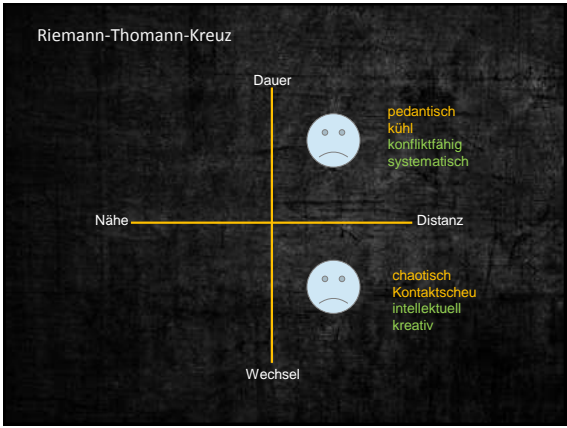 Riemann-Thomann-Kreuz
Dauer
pedantisch
kühl
konfliktfähig
systematisch
Nähe
Distanz
chaotisch
Kontaktscheu
intellektuell
kreativ
Wechsel